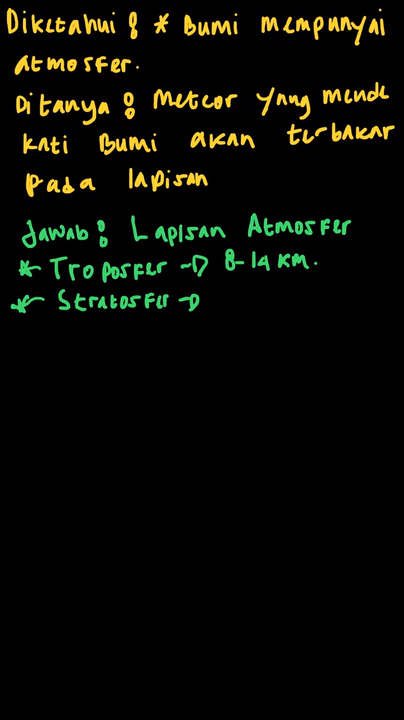 Diketahui : * Bumi mempunyai
atmosfer.
Ditanya : Meteor yang mende
kati Bumi akan terbakar
pada lapisan
Jawab : Lapisan Atmosfer
* Troposfer → 8-14 km.
* Stratosfer →